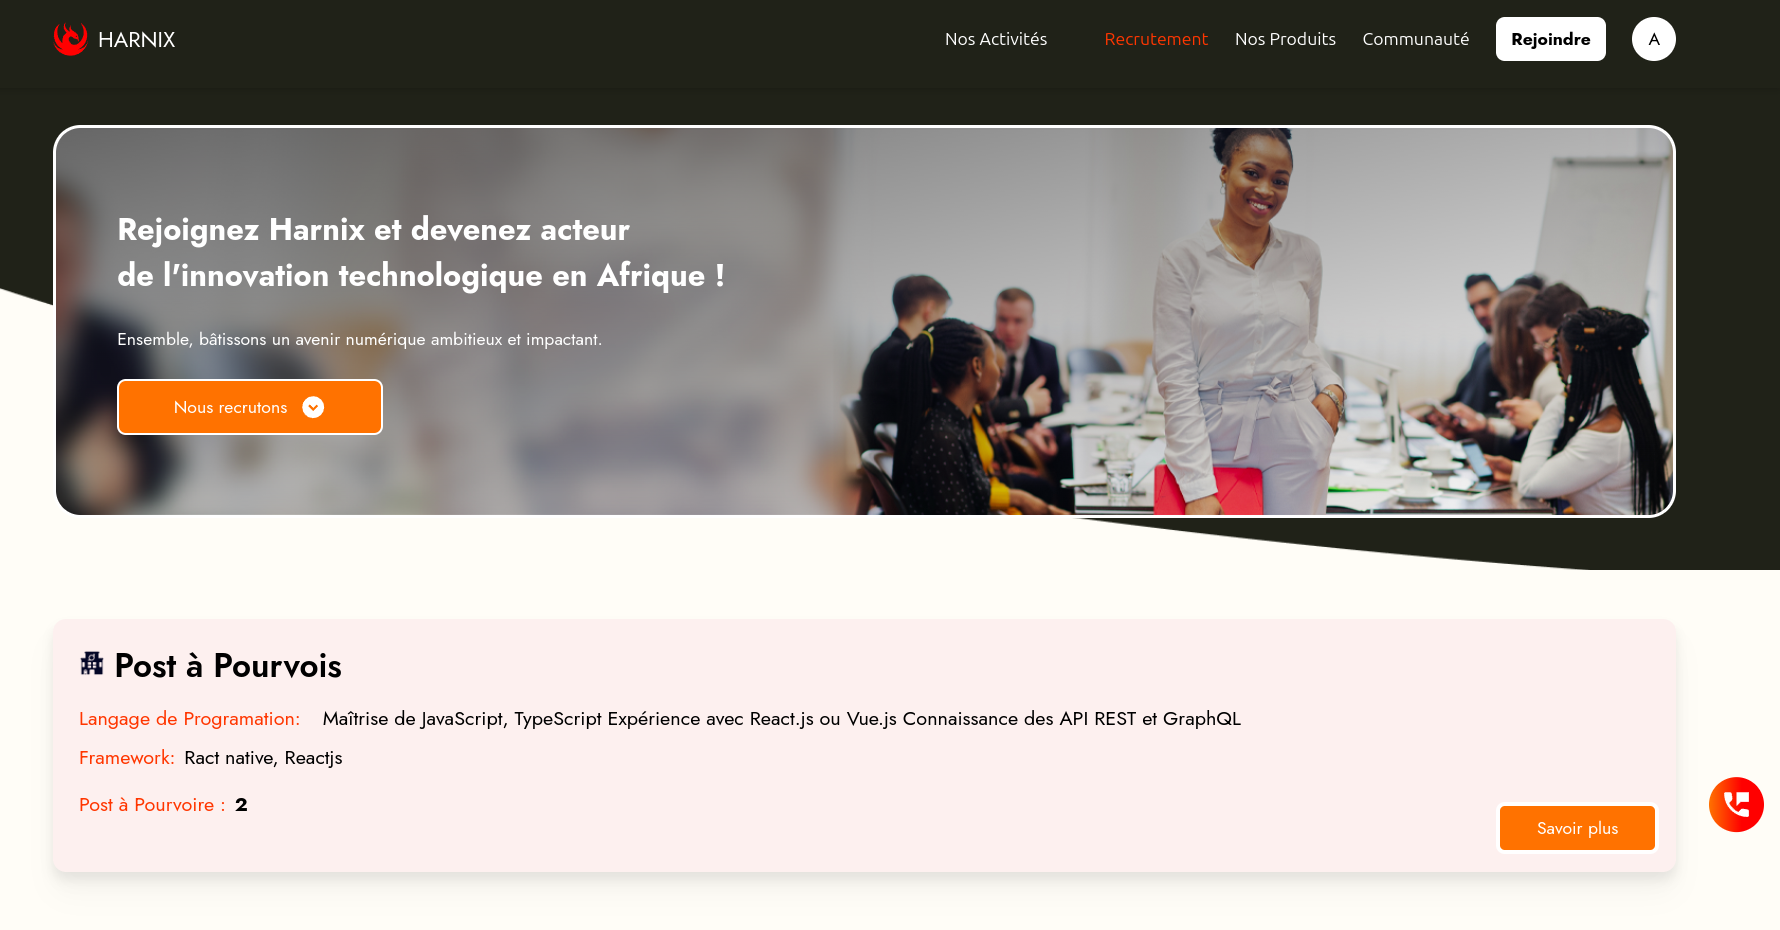 HARNIX
Nos Activités
Recrutement
Nos Produits
Communauté
Rejoindre
A
Rejoignez Harnix et devenez acteur
de l'innovation technologique en Afrique !
Ensemble, bâtissons un avenir numérique ambitieux et impactant.
Nous recrutons
Post à Pourvois
Langage de Programation: Maîtrise de JavaScript, TypeScript Expérience avec React.js ou Vue.js Connaissance des API REST et GraphQL
Framework: Ract native, Reactjs
Post à Pourvoire : 2
Savoir plus